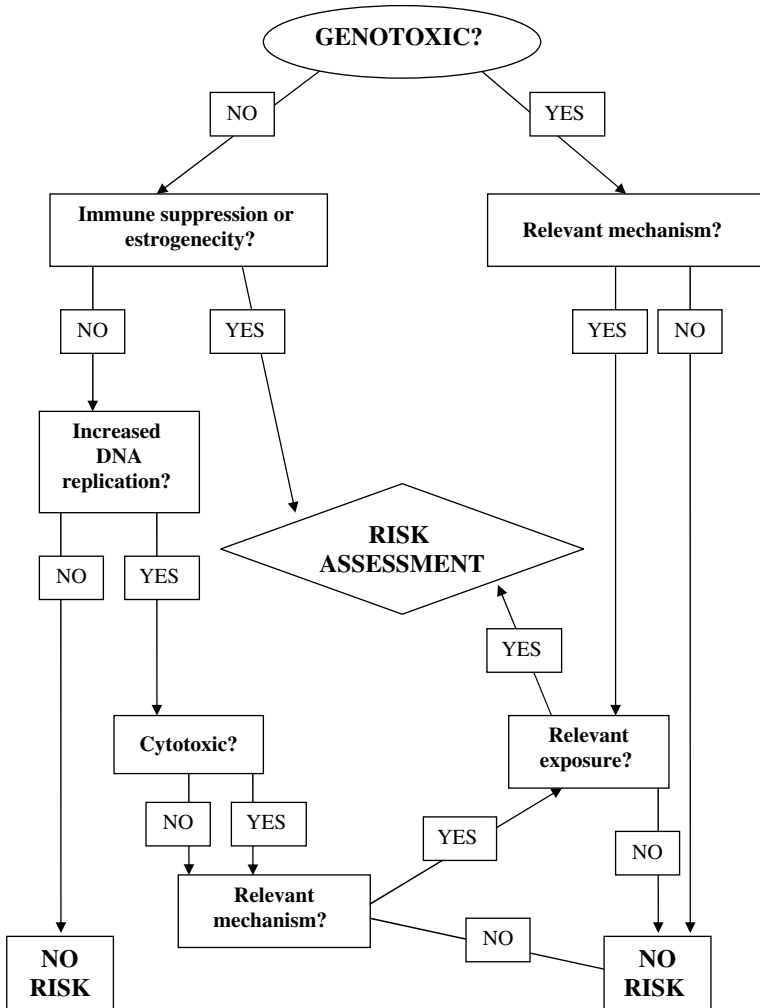 GENOTOXIC?
NO
YES
Immune suppression or
estrogenecity?
Relevant mechanism?
NO
YES
YES
NO
Increased
DNA
replication?
RISK
ASSESSMENT
NO
YES
YES
Cytotoxic?
Relevant
exposure?
NO
YES
YES
NO
Relevant
mechanism?
NO
NO
RISK
NO
RISK